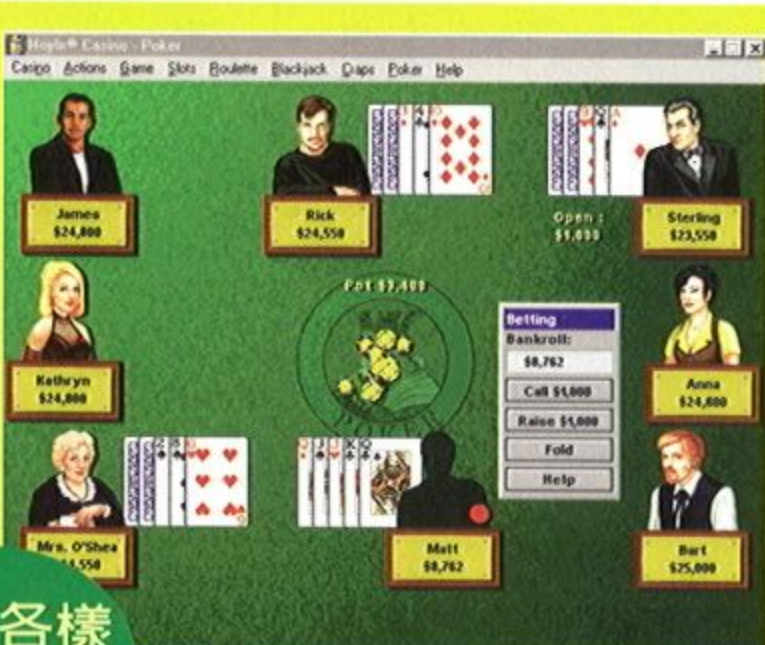 Hoyle® Casino - Poker
Casino Actions Game Slots Roulette Blackjack Craps Poker Help
James
$24,800
Rick
$24,550
Open :
$1,000
Sterling
$23,550
Pot $3,400
Betting
Bankroll:
$8,762
Call $1,000
Raise $1,000
Fold
Help
Kathryn
$24,800
Anna
$24,800
POKER
Mrs. O'Shea
Matt
$8,762
Bart
$25,000
各樣